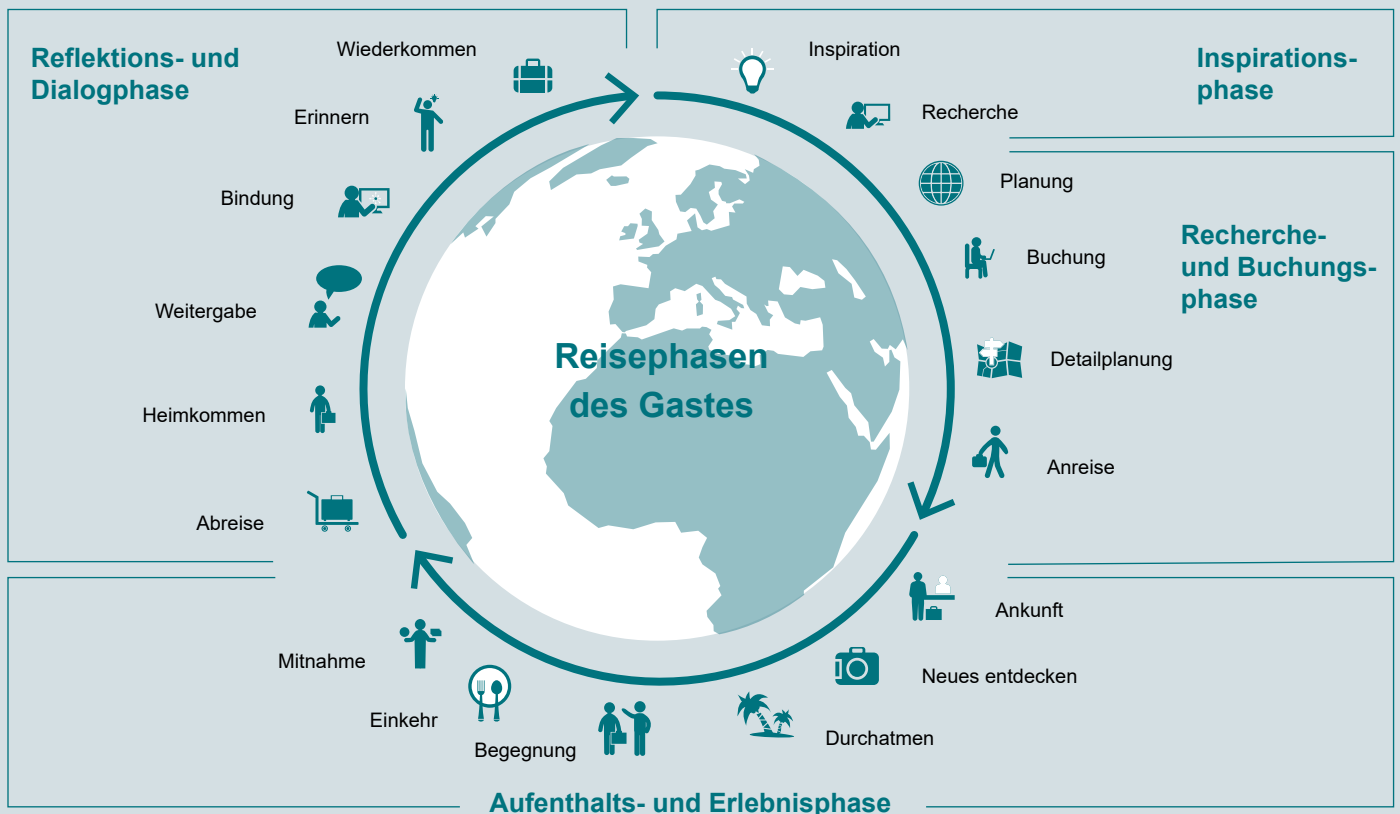 Reflektions- und
Dialogphase
Wiederkommen
Erinnern
Bindung
Weitergabe
Heimkommen
Abreise
Inspiration
Inspirations-
phase
Recherche
Planung
Buchung
Recherche-
und Buchungs-
phase
Detailplanung
Anreise
Reisephasen
des Gastes
Ankunft
Neues entdecken
Durchatmen
Begegnung
Einkehr
Mitnahme
Aufenthalts- und Erlebnisphase